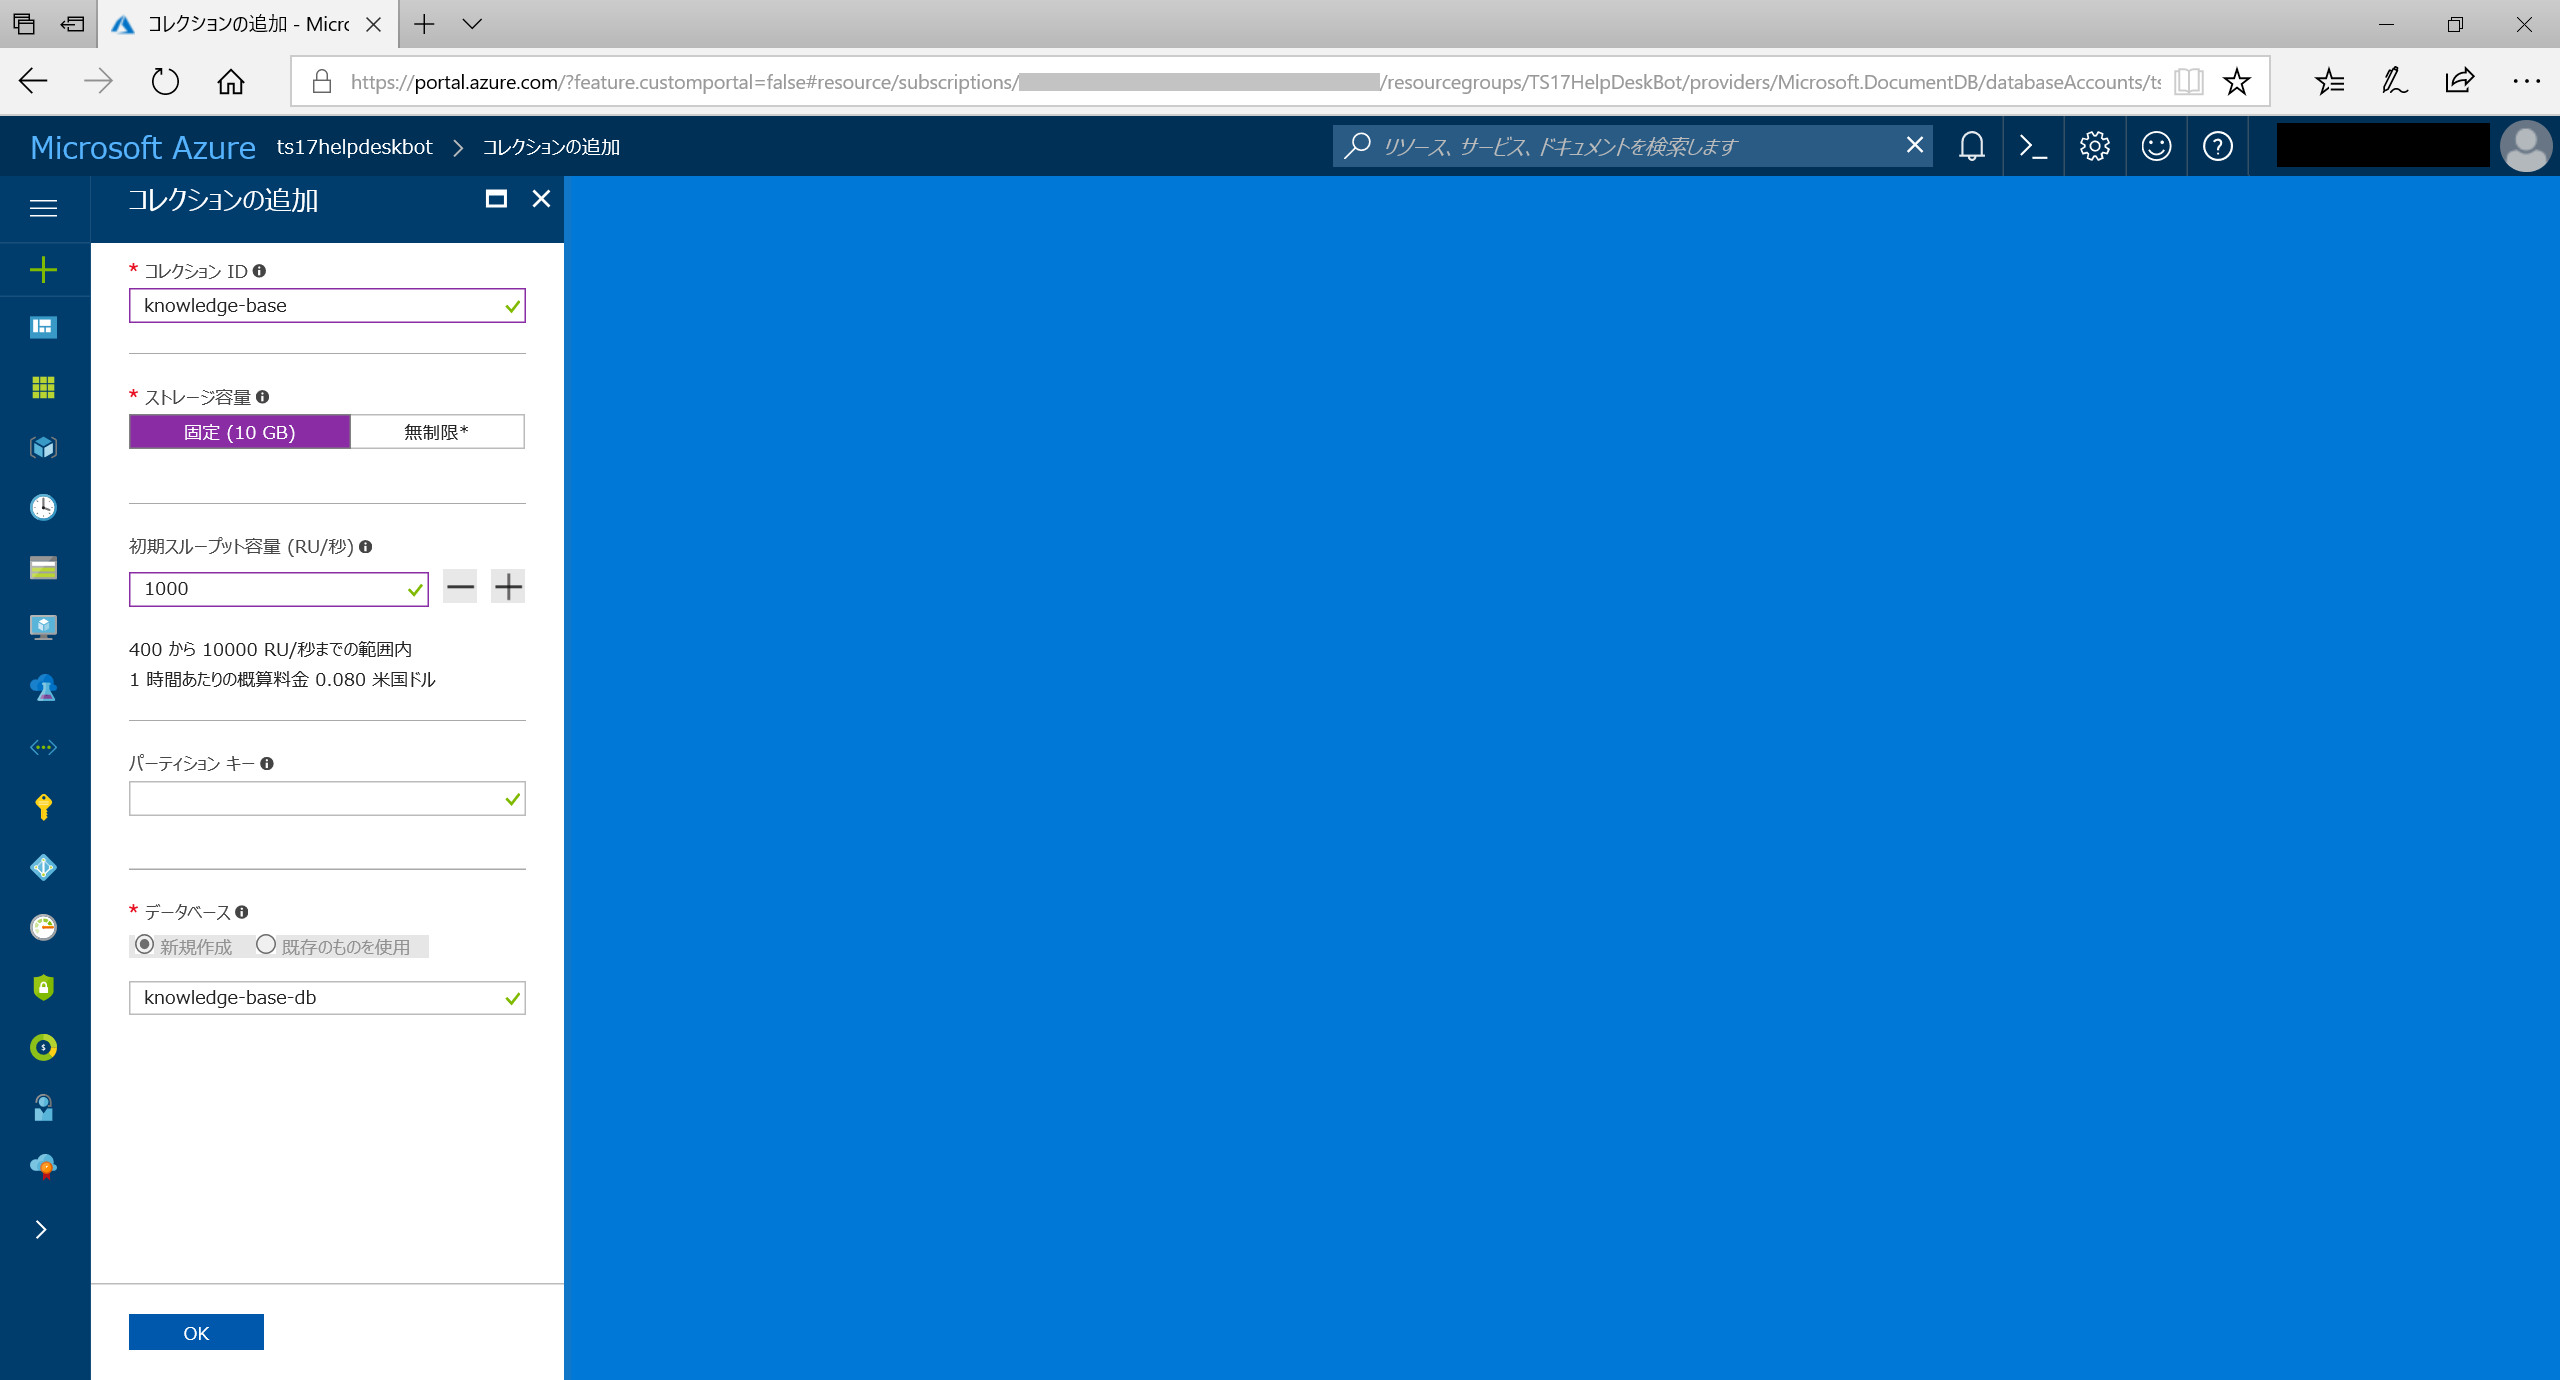 コレクションの追加 - Micr
https://portal.azure.com/?feature.customportal=false#resource/subscriptions/
/resourcegroups/TS17HelpDeskBot/providers/Microsoft.DocumentDB/databaseAccounts/ts
Microsoft Azure ts17helpdeskbot > コレクションの追加
リソース、サービス、ドキュメントを検索します
コレクションの追加
* コレクション ID
knowledge-base
* ストレージ容量
固定 (10 GB) 無制限*
初期スループット容量 (RU/秒)
1000
400 から 10000 RU/秒までの範囲内
1 時間あたりの概算料金 0.080 米国ドル
パーティション キー
* データベース
新規作成 既存のものを使用
knowledge-base-db
OK